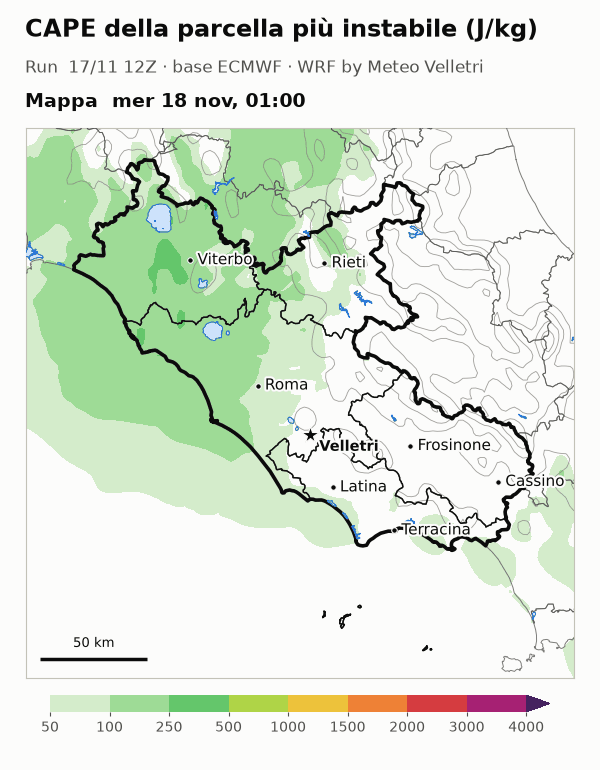 CAPE della parcella più instabile (J/kg)
Run  17/11 12Z · base ECMWF · WRF by Meteo Velletri
Mappa  mer 18 nov, 01:00
Viterbo
Rieti
Roma
Velletri
Frosinone
Latina
Cassino
Terracina
50 km
50 100 250 500 1000 1500 2000 3000 4000